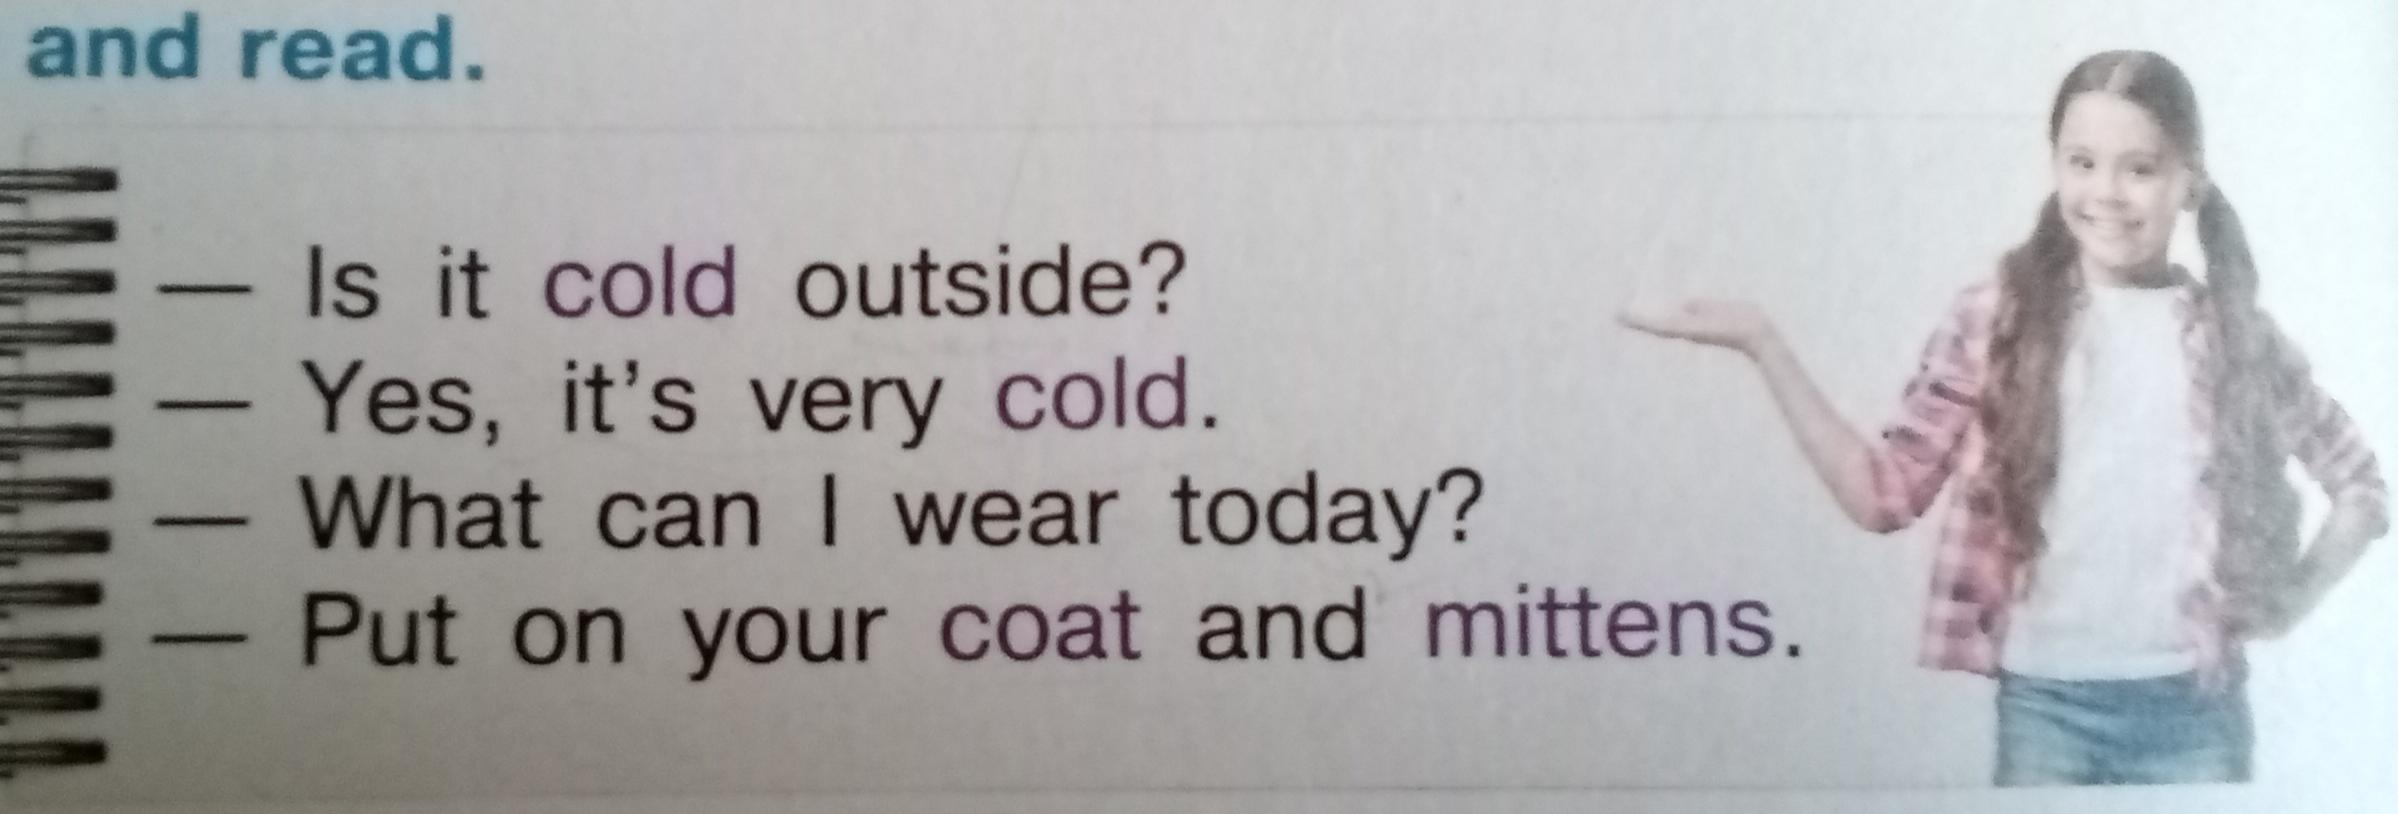 and read.
— Is it cold outside?
— Yes, it's very cold.
— What can I wear today?
— Put on your coat and mittens.